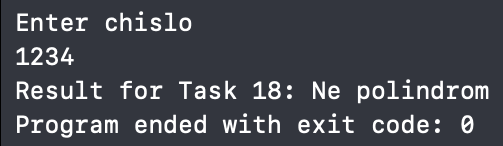 Enter chislo
1234
Result for Task 18: Ne polindrom
Program ended with exit code: 0